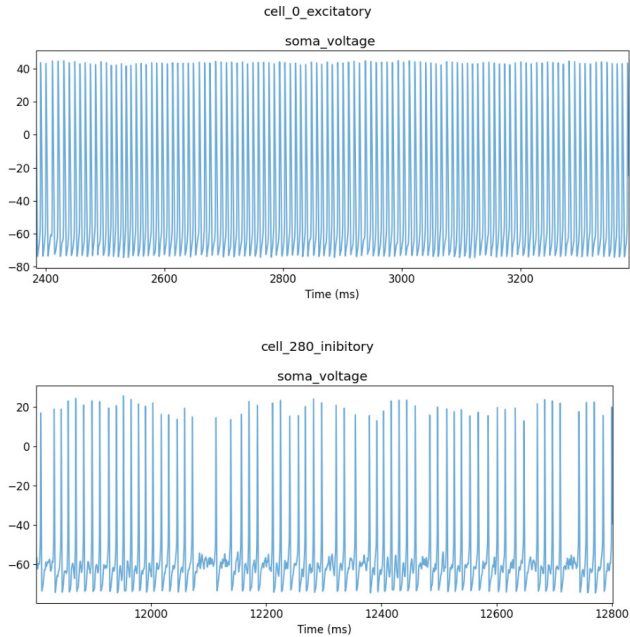 cell_0_excitatory
soma_voltage
40
20
0
−20
−40
−60
−80
2400 2600 2800 3000 3200
Time (ms)
cell_280_inibitory
soma_voltage
20
0
−20
−40
−60
12000 12200 12400 12600 12800
Time (ms)